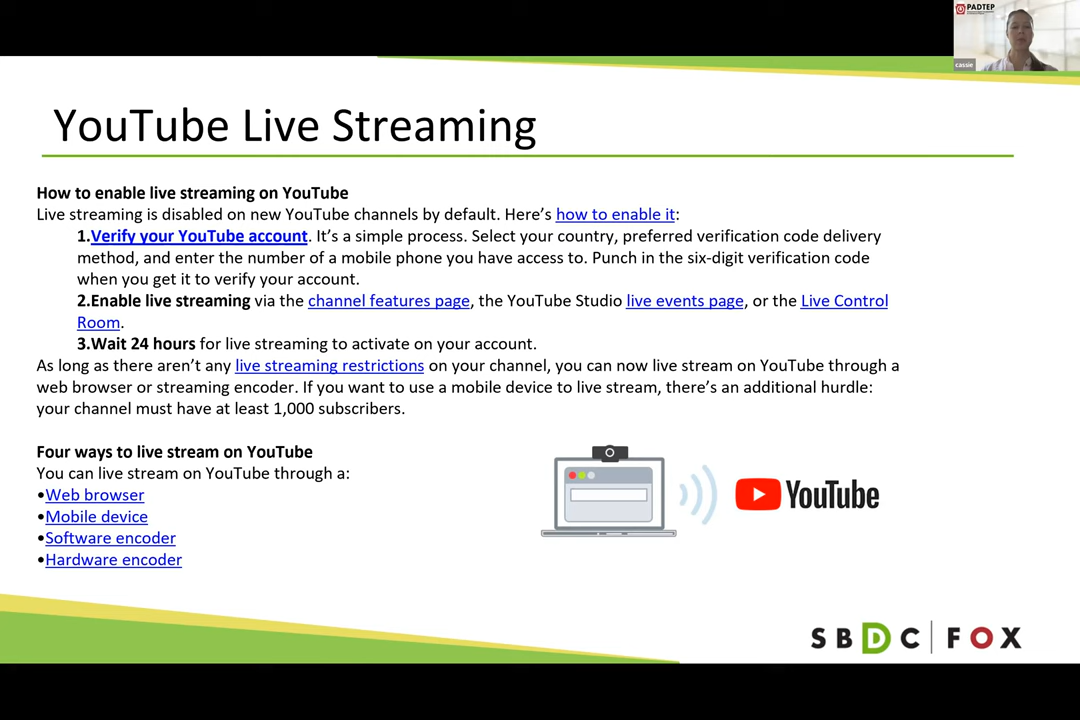 PADTEP
cassie
YouTube Live Streaming
How to enable live streaming on YouTube
Live streaming is disabled on new YouTube channels by default. Here’s how to enable it:
1.Verify your YouTube account. It’s a simple process. Select your country, preferred verification code delivery
method, and enter the number of a mobile phone you have access to. Punch in the six-digit verification code
when you get it to verify your account.
2.Enable live streaming via the channel features page, the YouTube Studio live events page, or the Live Control
Room.
3.Wait 24 hours for live streaming to activate on your account.
As long as there aren’t any live streaming restrictions on your channel, you can now live stream on YouTube through a
web browser or streaming encoder. If you want to use a mobile device to live stream, there’s an additional hurdle:
your channel must have at least 1,000 subscribers.
Four ways to live stream on YouTube
You can live stream on YouTube through a:
•Web browser
•Mobile device
•Software encoder
•Hardware encoder
YouTube
SBDC | FOX